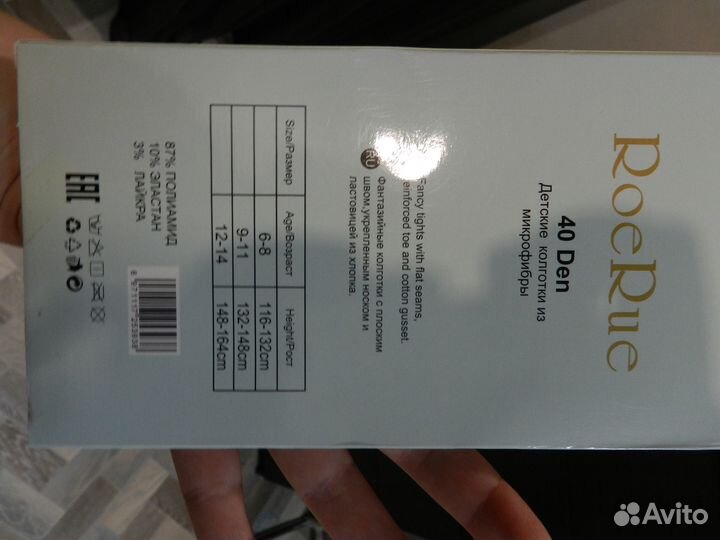 RoeRue
40 Den
Детские колготки из
микрофибры
Fancy tights with flat seams,
reinforced toe and cotton gusset.
RU
Фантазийные колготки с плоским
швом,укрепленным носком и
ластовицей из хлопка.
Size/Размер Age/Возраст Height/Рост
6-8 116-132cm
9-11 132-148cm
12-14 148-164cm
87% ПОЛИАМИД
10% ЭЛАСТАН
3% ЛАЙКРА
EAC
Avito